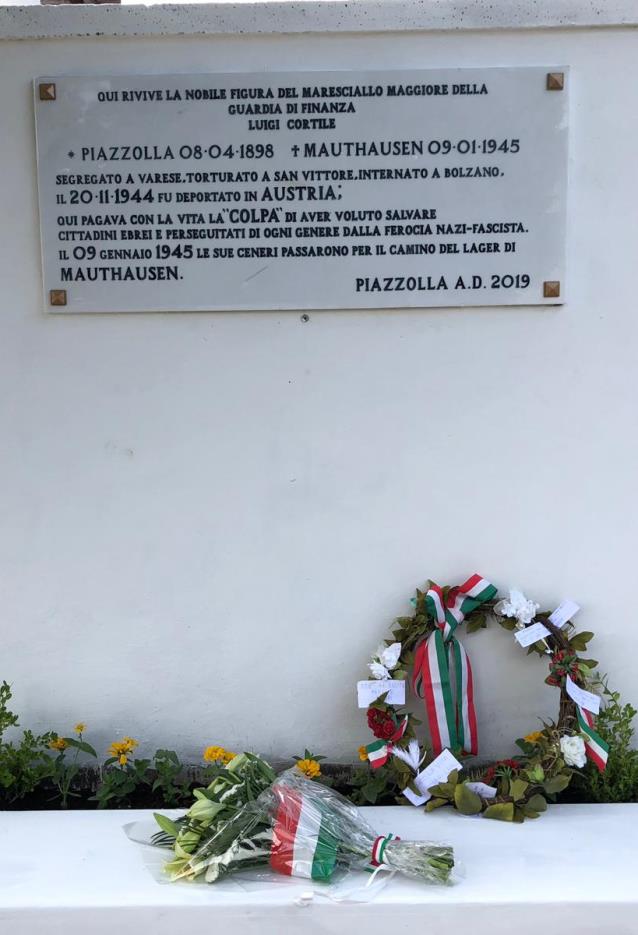 QUI RIVIVE LA NOBILE FIGURA DEL MARESCIALLO MAGGIORE DELLA
GUARDIA DI FINANZA
LUIGI CORTILE
* PIAZZOLLA 08·04·1898 ✝ MAUTHAUSEN 09·01·1945
SEGREGATO A VARESE, TORTURATO A SAN VITTORE, INTERNATO A BOLZANO,
IL 20·11·1944 FU DEPORTATO IN AUSTRIA;
QUI PAGAVA CON LA VITA LA "COLPA" DI AVER VOLUTO SALVARE
CITTADINI EBREI E PERSEGUITATI DI OGNI GENERE DALLA FEROCIA NAZI-FASCISTA.
IL 09 GENNAIO 1945 LE SUE CENERI PASSARONO PER IL CAMINO DEL LAGER DI
MAUTHAUSEN.
PIAZZOLLA A.D. 2019